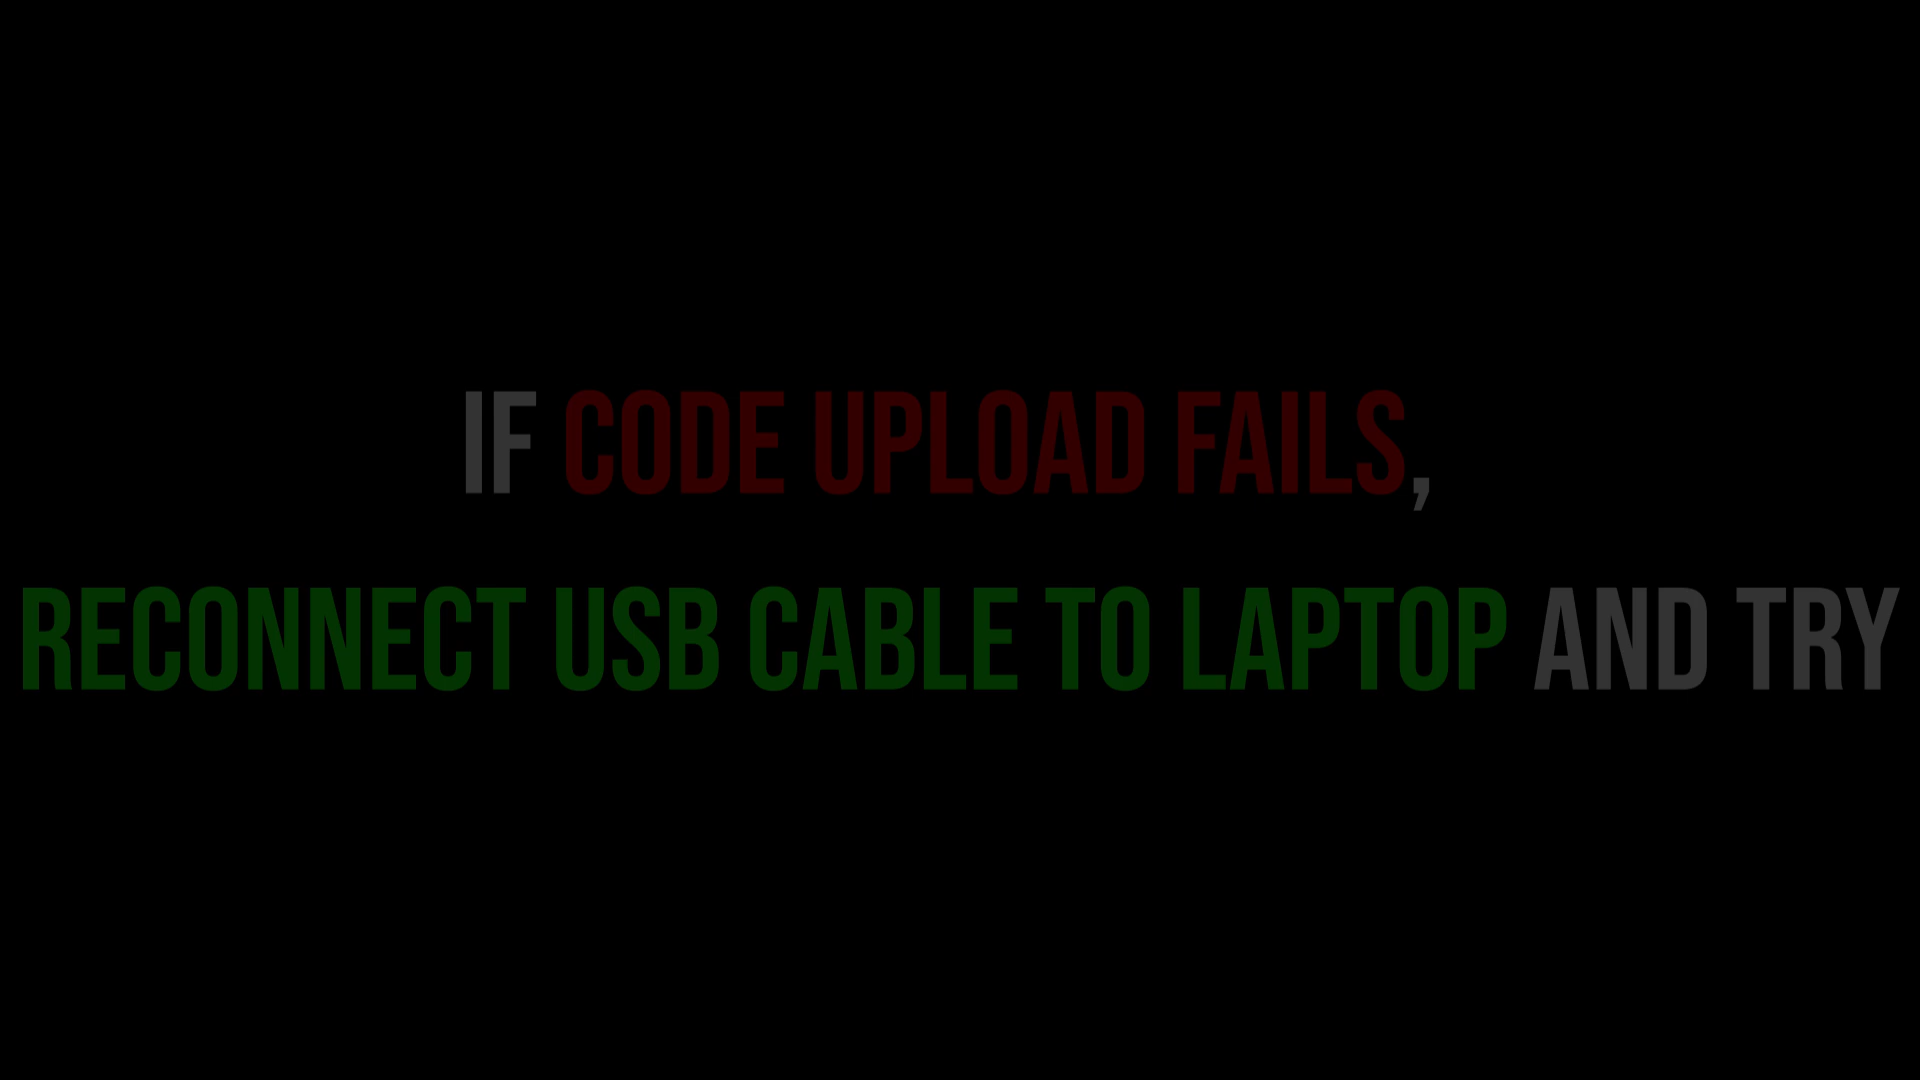 IF CODE UPLOAD FAILS,
RECONNECT USB CABLE TO LAPTOP AND TRY